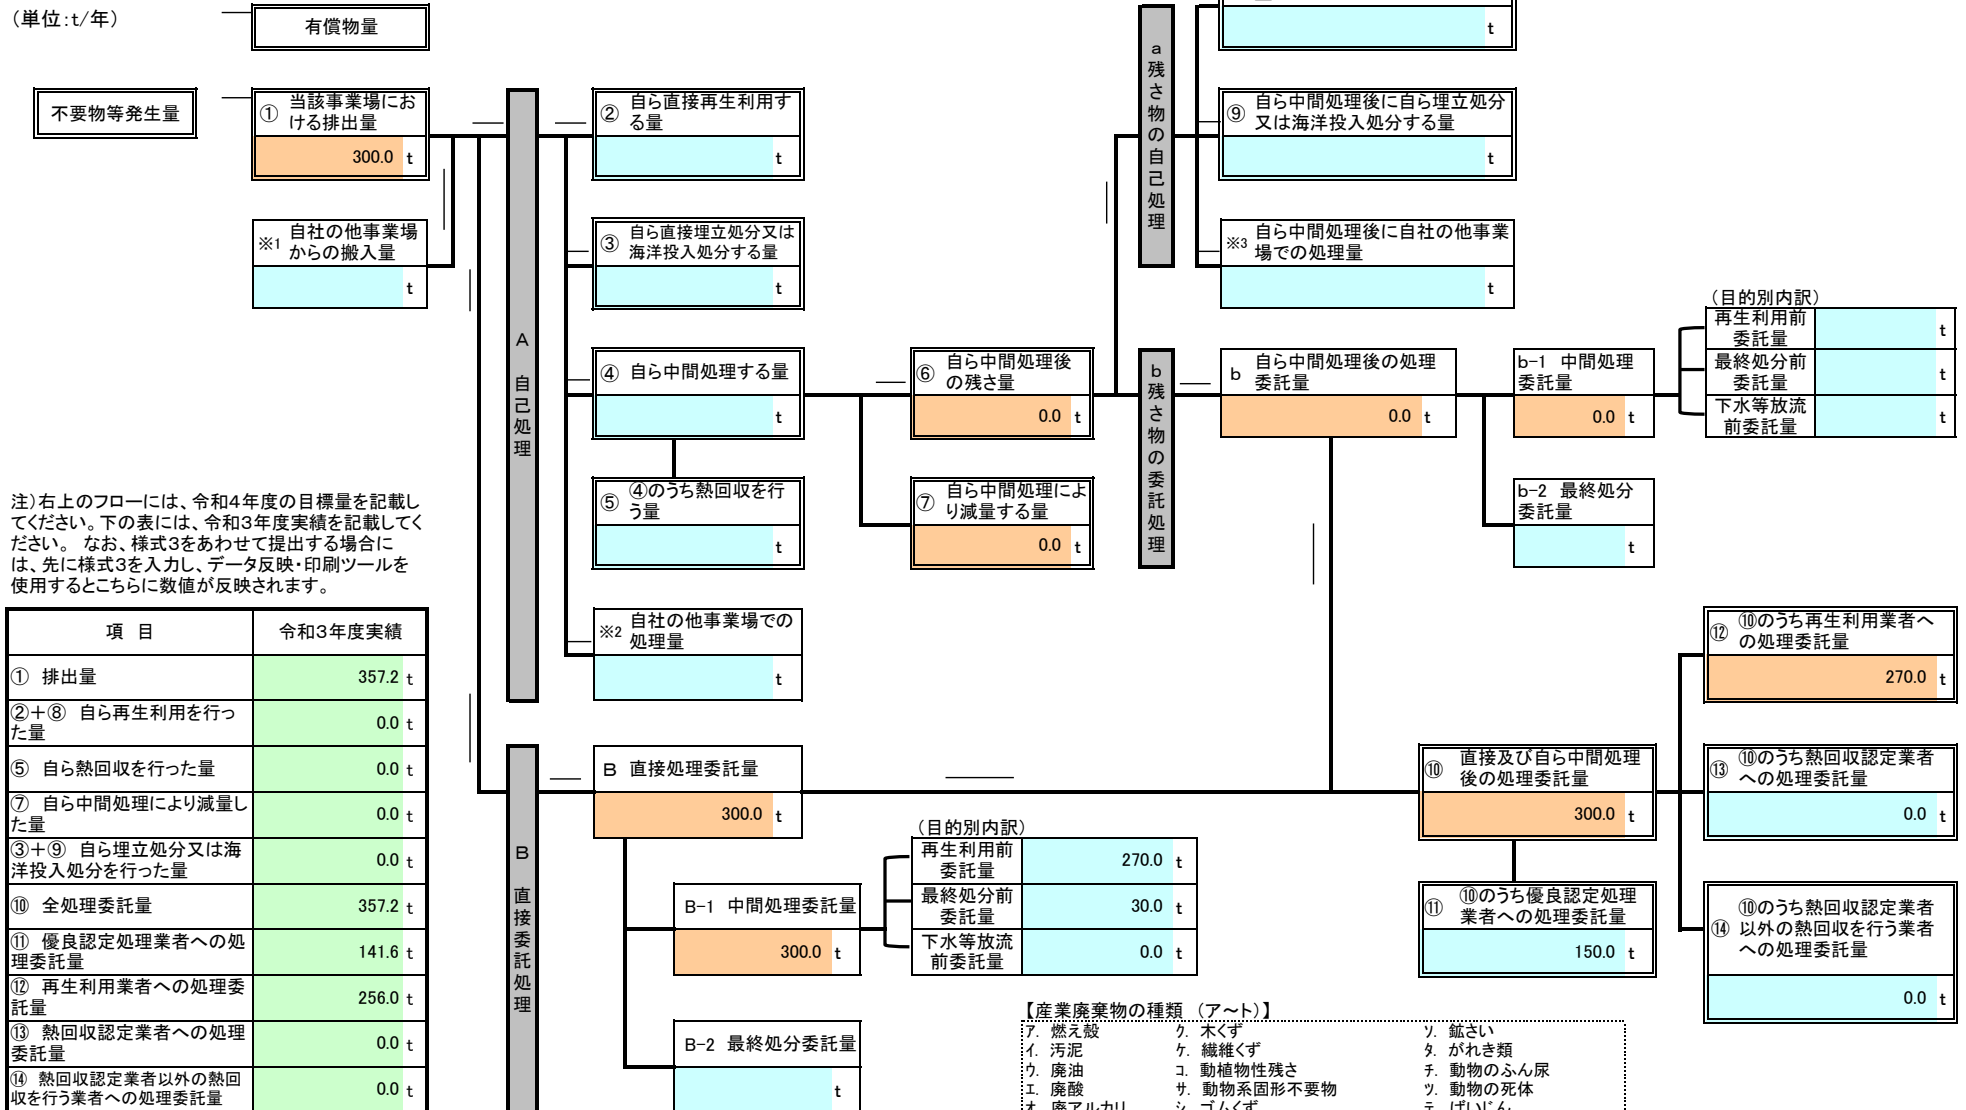 (単位:t/年)
有償物量
t
不要物等発生量
① 当該事業場にお
ける排出量
300.0 t
※1 自社の他事業場
からの搬入量
t
A 自己処理
② 自ら直接再生利用す
る量
t
③ 自ら直接埋立処分又は
海洋投入処分する量
t
④ 自ら中間処理する量
t
⑤ ④のうち熱回収を行
う量
t
※2 自社の他事業場での
処理量
t
⑥ 自ら中間処理後
の残さ量
0.0 t
⑦ 自ら中間処理によ
り減量する量
0.0 t
a 残さ物の自己処理
⑨ 自ら中間処理後に自ら埋立処分
又は海洋投入処分する量
t
※3 自ら中間処理後に自社の他事業
場での処理量
t
b 残さ物の委託処理
b 自ら中間処理後の処理
委託量
0.0 t
b-1 中間処理
委託量
0.0 t
b-2 最終処分
委託量
t
(目的別内訳)
再生利用前
委託量
t
最終処分前
委託量
t
下水等放流
前委託量
t
注)右上のフローには、令和4年度の目標量を記載し
てください。下の表には、令和3年度実績を記載してく
ださい。 なお、様式3をあわせて提出する場合に
は、先に様式3を入力し、データ反映・印刷ツールを
使用するとこちらに数値が反映されます。
項 目 令和3年度実績
① 排出量 357.2 t
②+⑧ 自ら再生利用を行っ
た量 0.0 t
⑤ 自ら熱回収を行った量 0.0 t
⑦ 自ら中間処理により減量し
た量 0.0 t
③+⑨ 自ら埋立処分又は海
洋投入処分を行った量 0.0 t
⑩ 全処理委託量 357.2 t
⑪ 優良認定処理業者への処
理委託量 141.6 t
⑫ 再生利用業者への処理委
託量 256.0 t
⑬ 熱回収認定業者への処理
委託量 0.0 t
⑭ 熱回収認定業者以外の熱回
収を行う業者への処理委託量 0.0 t
B 直接委託処理
B 直接処理委託量
300.0 t
B-1 中間処理委託量
300.0 t
B-2 最終処分委託量
t
(目的別内訳)
再生利用前
委託量
270.0 t
最終処分前
委託量
30.0 t
下水等放流
前委託量
0.0 t
⑩ 直接及び自ら中間処理
後の処理委託量
300.0 t
⑪ ⑩のうち優良認定処理
業者への処理委託量
150.0 t
⑫ ⑩のうち再生利用業者へ
の処理委託量
270.0 t
⑬ ⑩のうち熱回収認定業者
への処理委託量
0.0 t
⑭ ⑩のうち熱回収認定業者
以外の熱回収を行う業者
への処理委託量
0.0 t
【産業廃棄物の種類 (ア~ト)】
ア. 燃え殻 ク. 木くず ソ. 鉱さい
イ. 汚泥 ケ. 繊維くず タ. がれき類
ウ. 廃油 コ. 動植物性残さ チ. 動物のふん尿
エ. 廃酸 サ. 動物系固形不要物 ツ. 動物の死体
オ. 廃アルカリ シ. ゴムくず テ. ばいじん